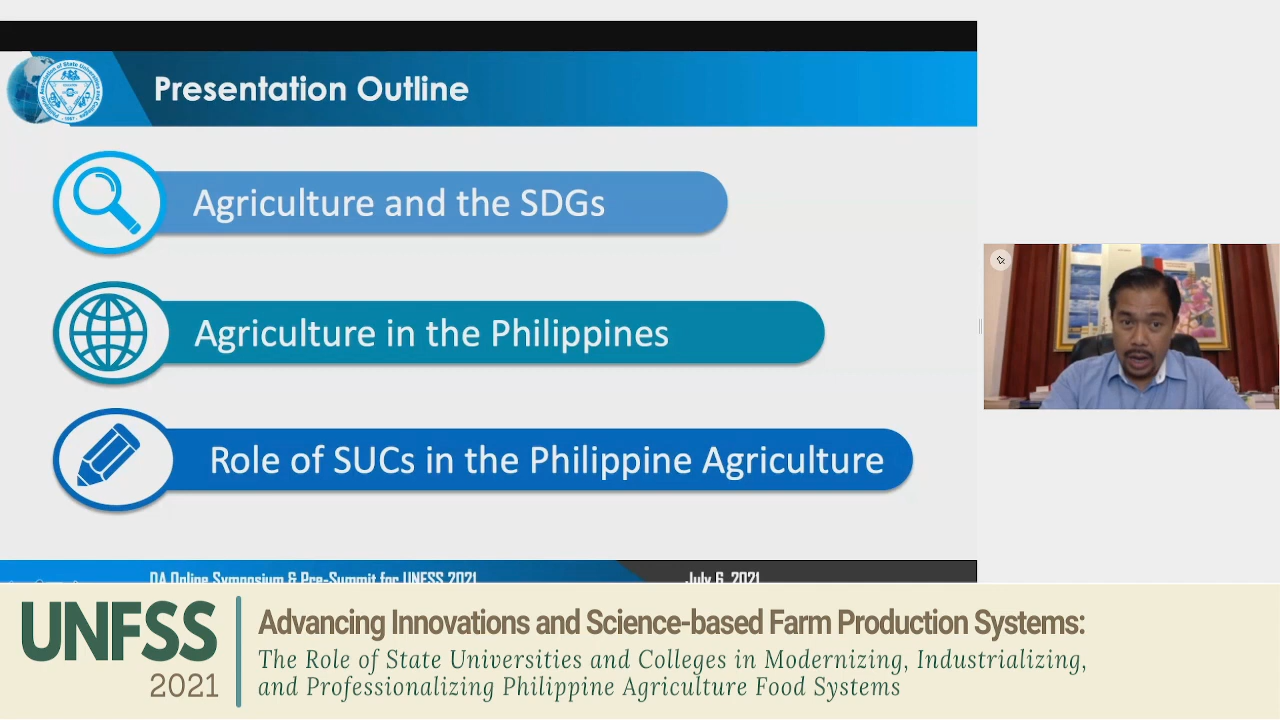 Presentation Outline
Agriculture and the SDGs
Agriculture in the Philippines
Role of SUCs in the Philippine Agriculture
DA Online Symposium & Pre-Summit for UNFSS 2021
July 6, 2021
UNFSS
2021
Advancing Innovations and Science-based Farm Production Systems:
The Role of State Universities and Colleges in Modernizing, Industrializing,
and Professionalizing Philippine Agriculture Food Systems